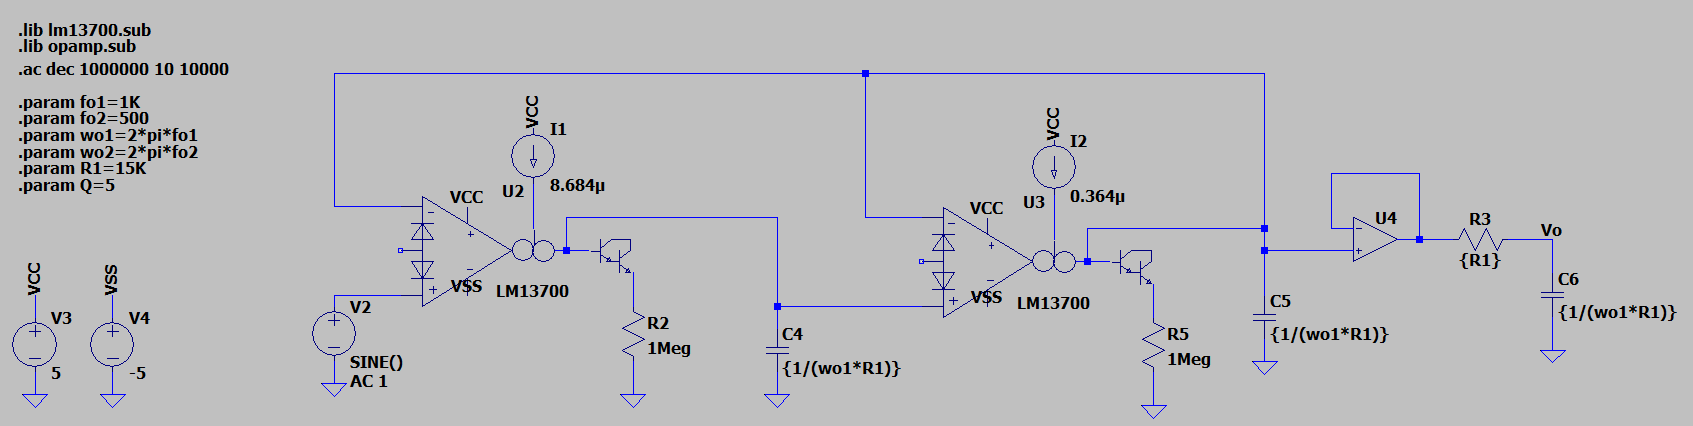 .lib lm13700.sub
.lib opamp.sub
.ac dec 1000000 10 10000
.param fo1=1K
.param fo2=500
.param wo1=2*pi*fo1
.param wo2=2*pi*fo2
.param R1=15K
.param Q=5
VCC
V3
5
VSS
V4
-5
V2
SINE()
AC 1
VCC
I1
8.684µ
U2
VCC
VSS
LM13700
R2
1Meg
C4
{1/(wo1*R1)}
VCC
I2
0.364µ
U3
VCC
VSS
LM13700
R5
1Meg
C5
{1/(wo1*R1)}
U4
R3
{R1}
Vo
C6
{1/(wo1*R1)}